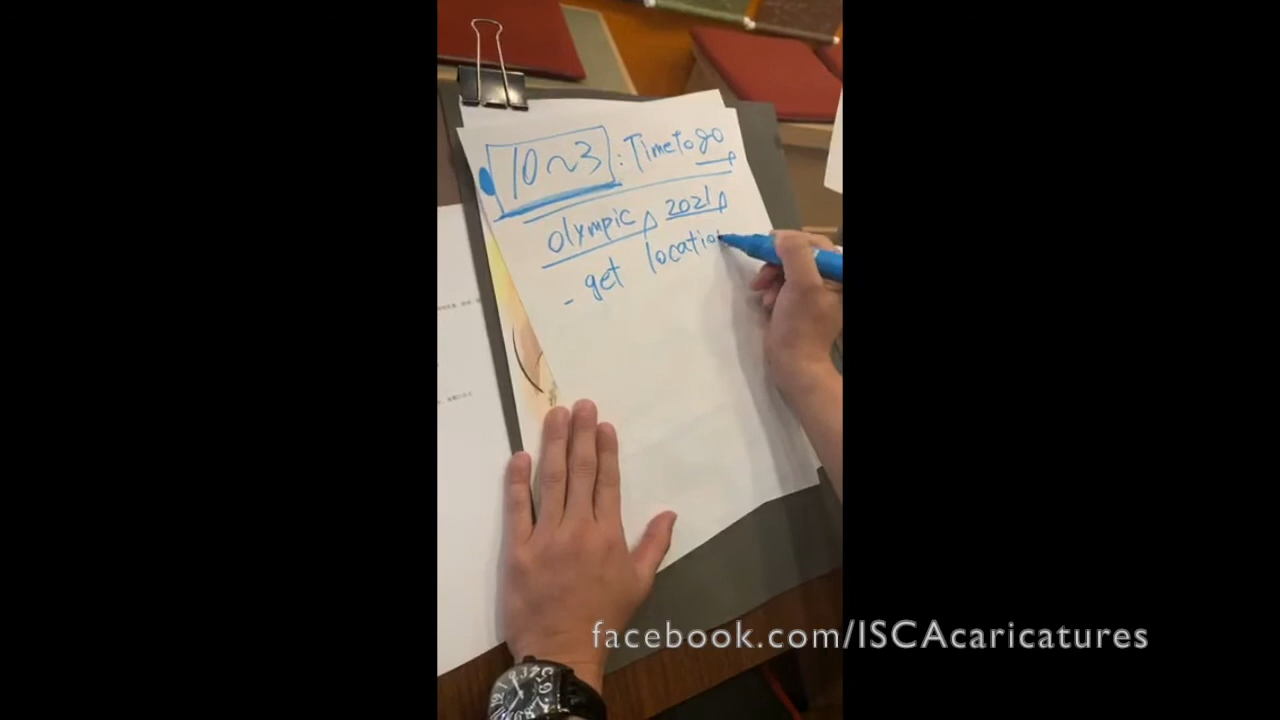 10~3 : Time To go
olympic 2021
- get location
facebook.com/ISCAcaricatures